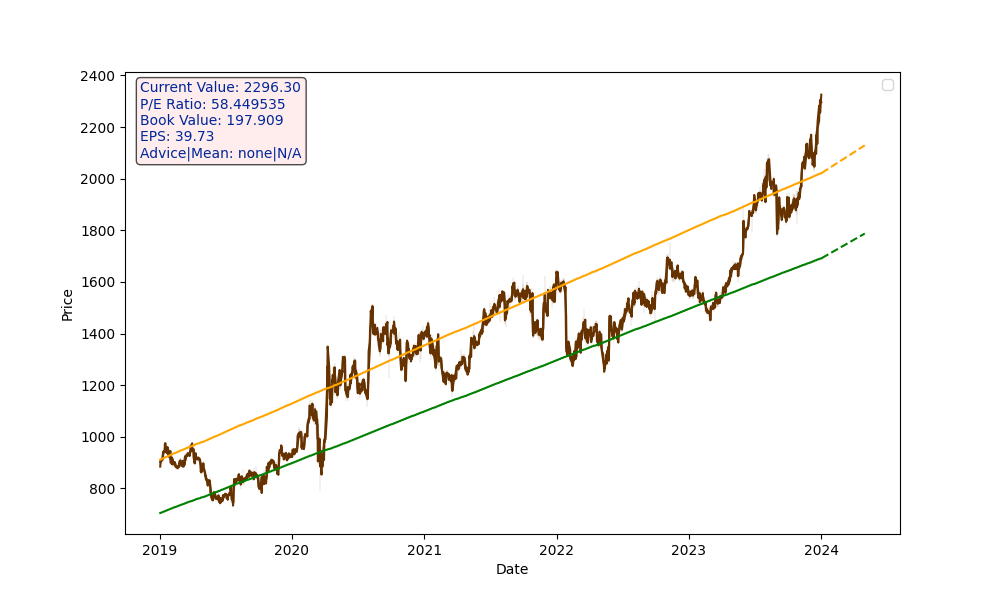 Current Value: 2296.30
P/E Ratio: 58.449535
Book Value: 197.909
EPS: 39.73
Advice|Mean: none|N/A
2400
2200
2000
1800
1600
1400
1200
1000
800
Price
2019 2020 2021 2022 2023 2024
Date